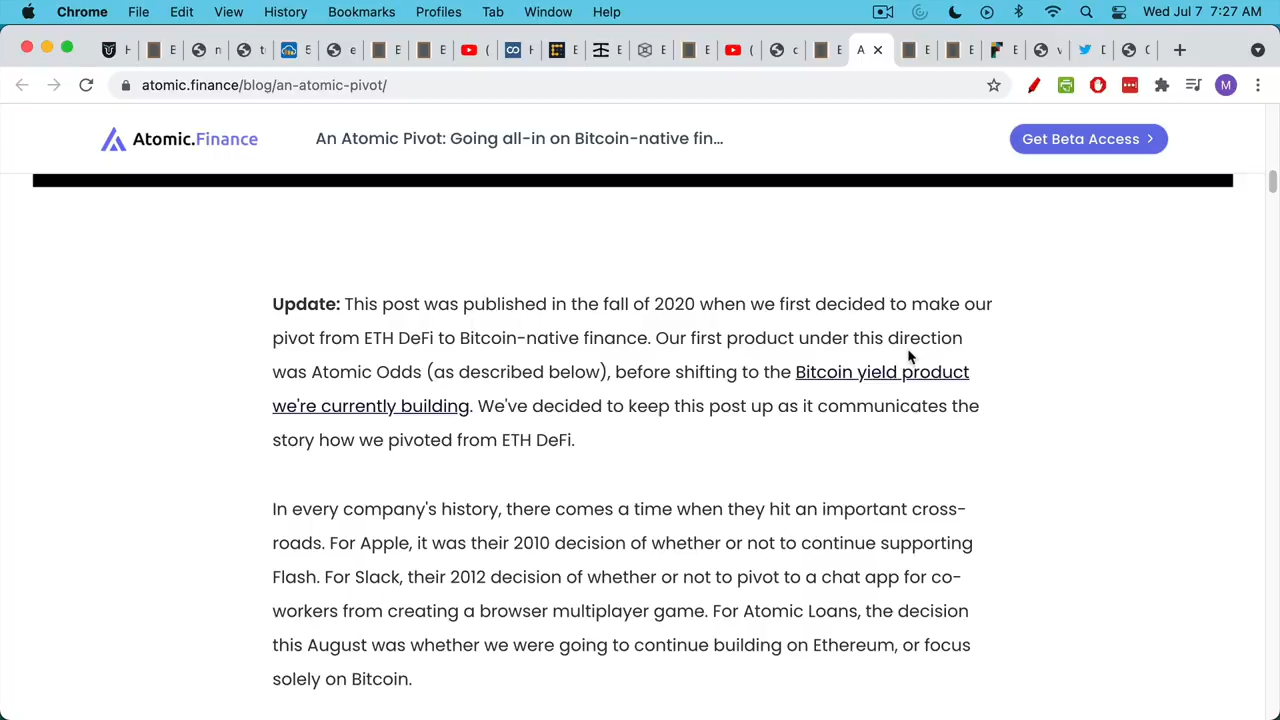 Chrome File Edit View History Bookmarks Profiles Tab Window Help Wed Jul 7 7:27 AM
atomic.finance/blog/an-atomic-pivot/
M
Atomic.Finance An Atomic Pivot: Going all-in on Bitcoin-native fin... Get Beta Access
Update: This post was published in the fall of 2020 when we first decided to make our
pivot from ETH DeFi to Bitcoin-native finance. Our first product under this direction
was Atomic Odds (as described below), before shifting to the Bitcoin yield product
we're currently building. We've decided to keep this post up as it communicates the
story how we pivoted from ETH DeFi.
In every company's history, there comes a time when they hit an important cross-
roads. For Apple, it was their 2010 decision of whether or not to continue supporting
Flash. For Slack, their 2012 decision of whether or not to pivot to a chat app for co-
workers from creating a browser multiplayer game. For Atomic Loans, the decision
this August was whether we were going to continue building on Ethereum, or focus
solely on Bitcoin.